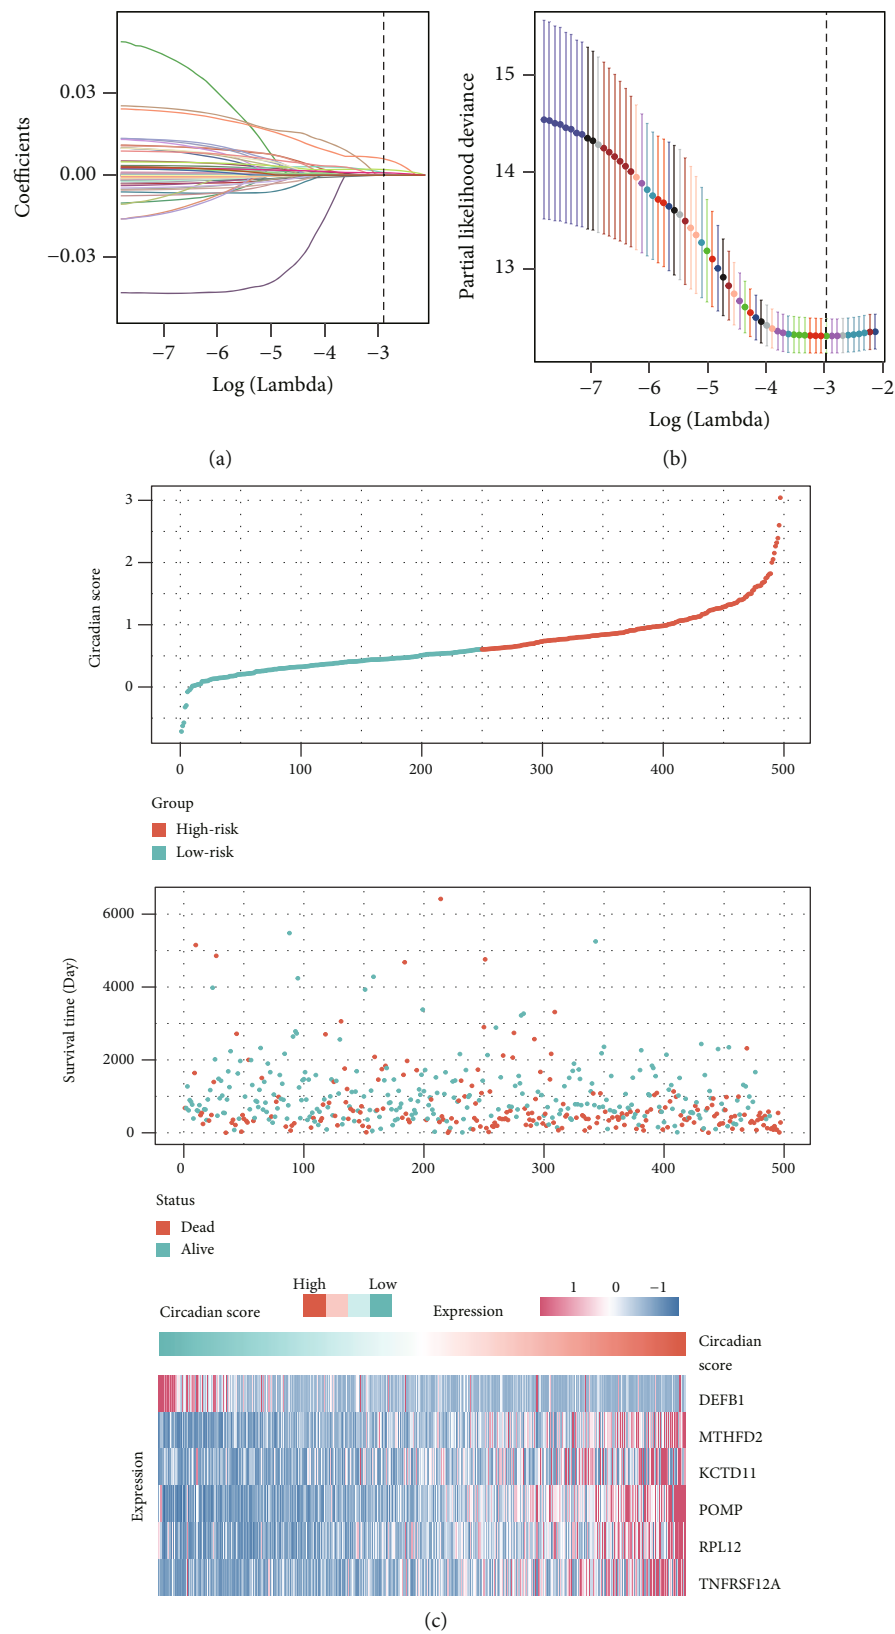 Coefficients
0.03
0.00
−0.03
−7 −6 −5 −4 −3
Log (Lambda)
(a)
Partial likelihood deviance
15
14
13
−7 −6 −5 −4 −3 −2
Log (Lambda)
(b)
Circadian score
3
2
1
0
0 100 200 300 400 500
Group
High-risk
Low-risk
Survival time (Day)
6000
4000
2000
0
0 100 200 300 400 500
Status
Dead
Alive
Circadian score
High Low
Expression
1 0 −1
Circadian
score
Expression
DEFB1
MTHFD2
KCTD11
POMP
RPL12
TNFRSF12A
(c)